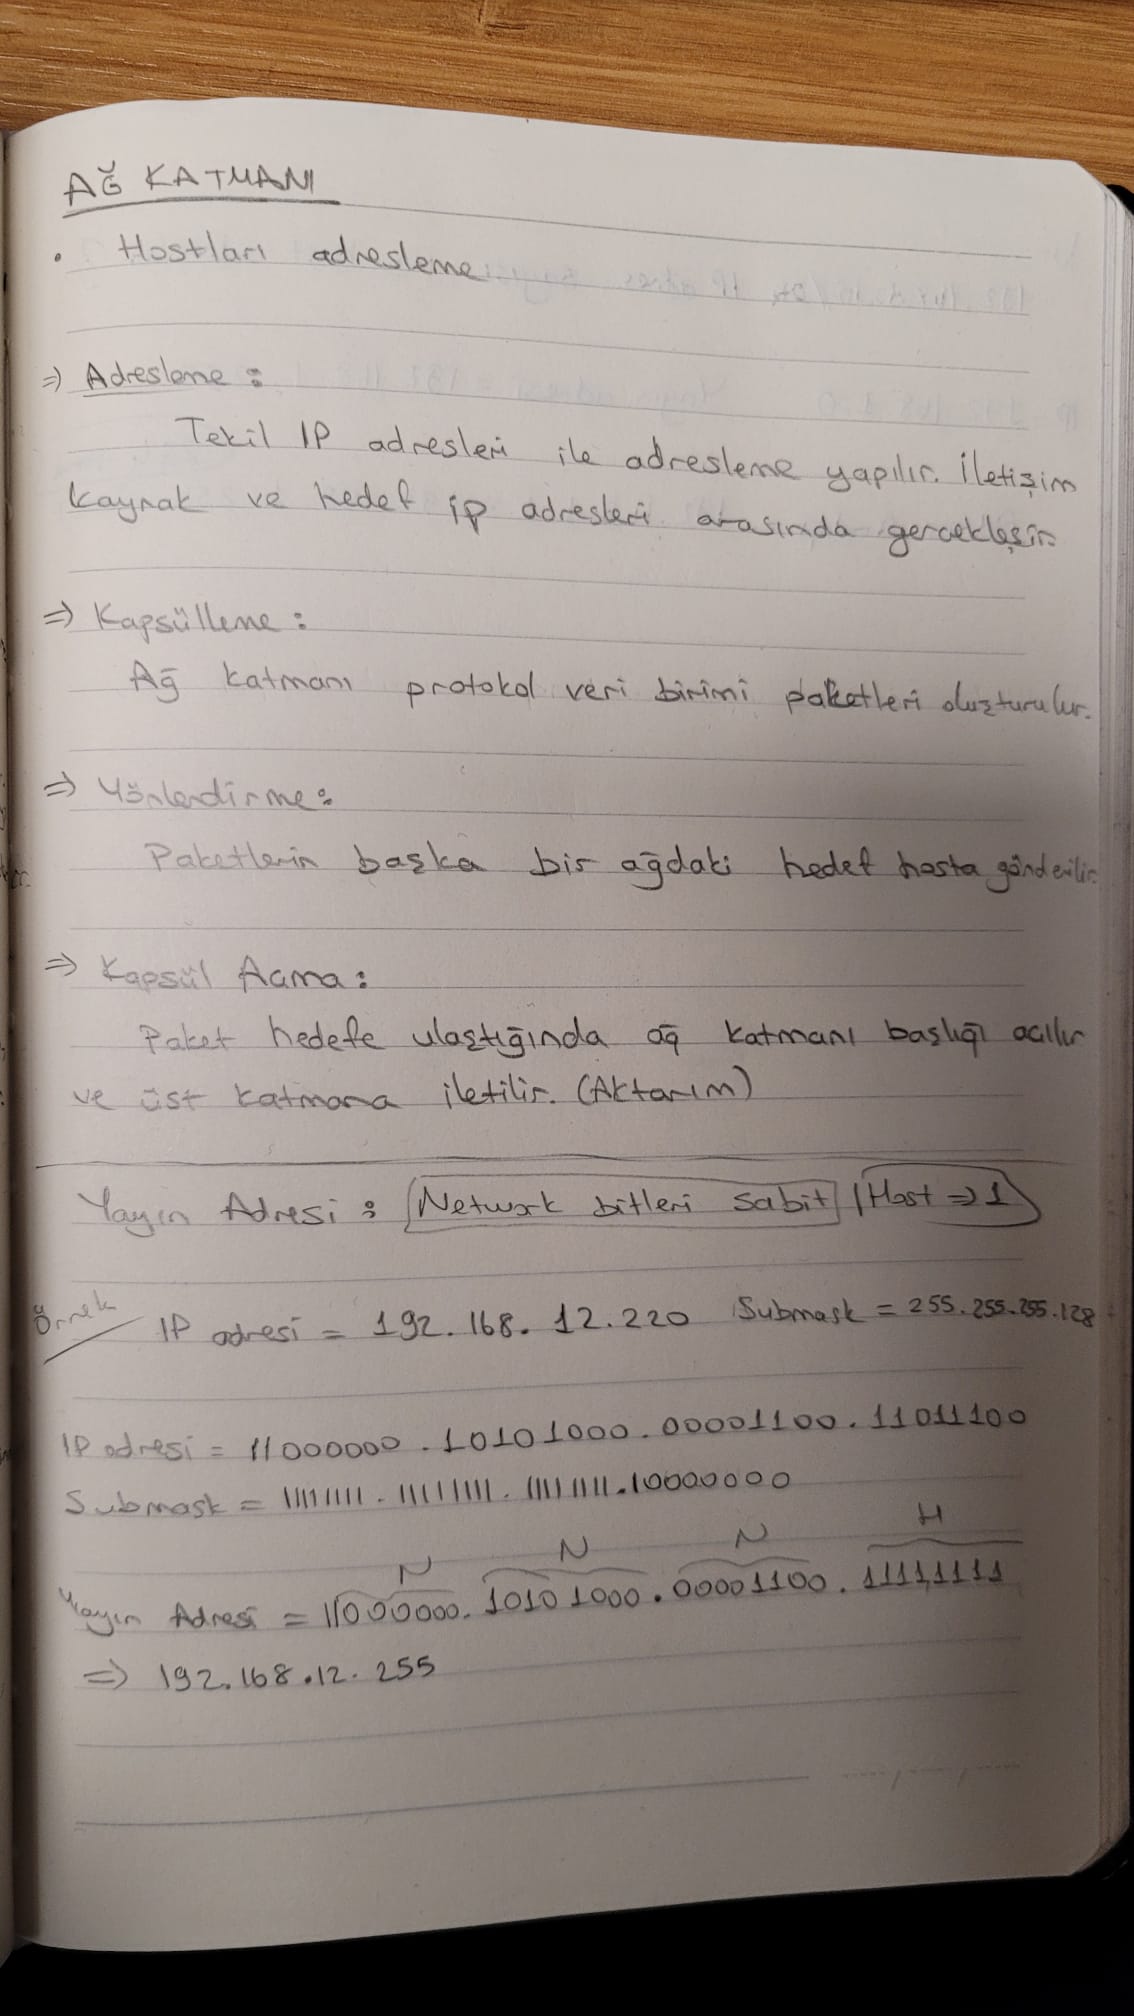 AĞ KATMANI
• Hostları adresleme
⇒ Adresleme :
Tekil IP adresleri ile adresleme yapılır. İletişim
kaynak ve hedef ip adresleri arasında gerçekleşir.
⇒ Kapsülleme :
Ağ katmanı protokol veri birimi paketleri oluşturulur.
⇒ Yönlendirme :
Paketlerin başka bir ağdaki hedef hosta gönderilir.
⇒ Kapsül Açma :
Paket hedefe ulaştığında ağ katmanı başlığı açılır
ve üst katmana iletilir. (Aktarım)
Yayın Adresi : Network bitleri sabit / Host ⇒ 1
Örnek IP adresi = 192.168.12.220 Submask = 255.255.255.128
IP adresi = 11000000.10101000.00001100.11011100
Submask = 11111111.11111111.11111111.10000000
N N N H
Yayın Adresi = 11000000.10101000.00001100.11111111
⇒ 192.168.12.255